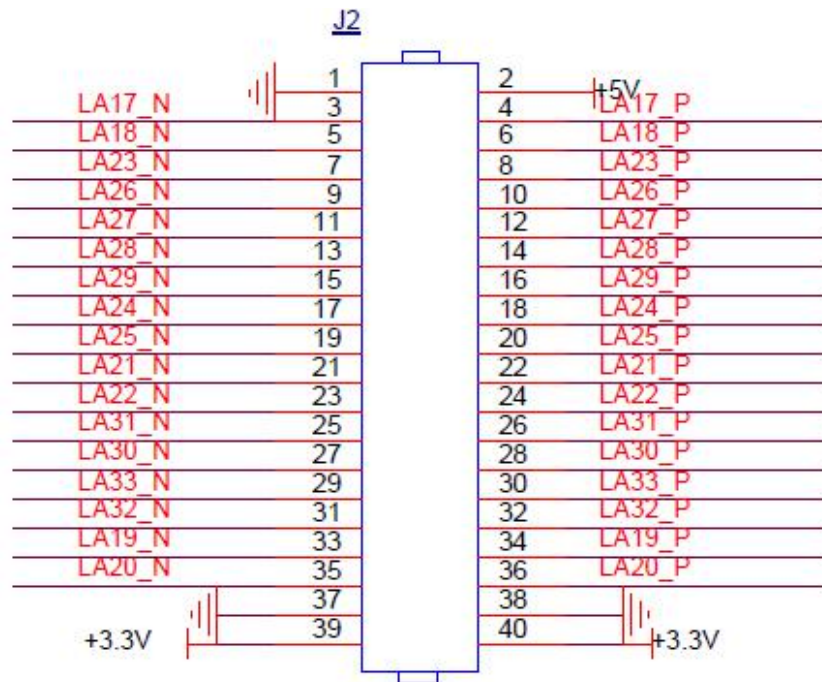 J2
1 2 +5V
LA17_N 3 4 LA17_P
LA18_N 5 6 LA18_P
LA23_N 7 8 LA23_P
LA26_N 9 10 LA26_P
LA27_N 11 12 LA27_P
LA28_N 13 14 LA28_P
LA29_N 15 16 LA29_P
LA24_N 17 18 LA24_P
LA25_N 19 20 LA25_P
LA21_N 21 22 LA21_P
LA22_N 23 24 LA22_P
LA31_N 25 26 LA31_P
LA30_N 27 28 LA30_P
LA33_N 29 30 LA33_P
LA32_N 31 32 LA32_P
LA19_N 33 34 LA19_P
LA20_N 35 36 LA20_P
37 38
+3.3V 39 40 +3.3V